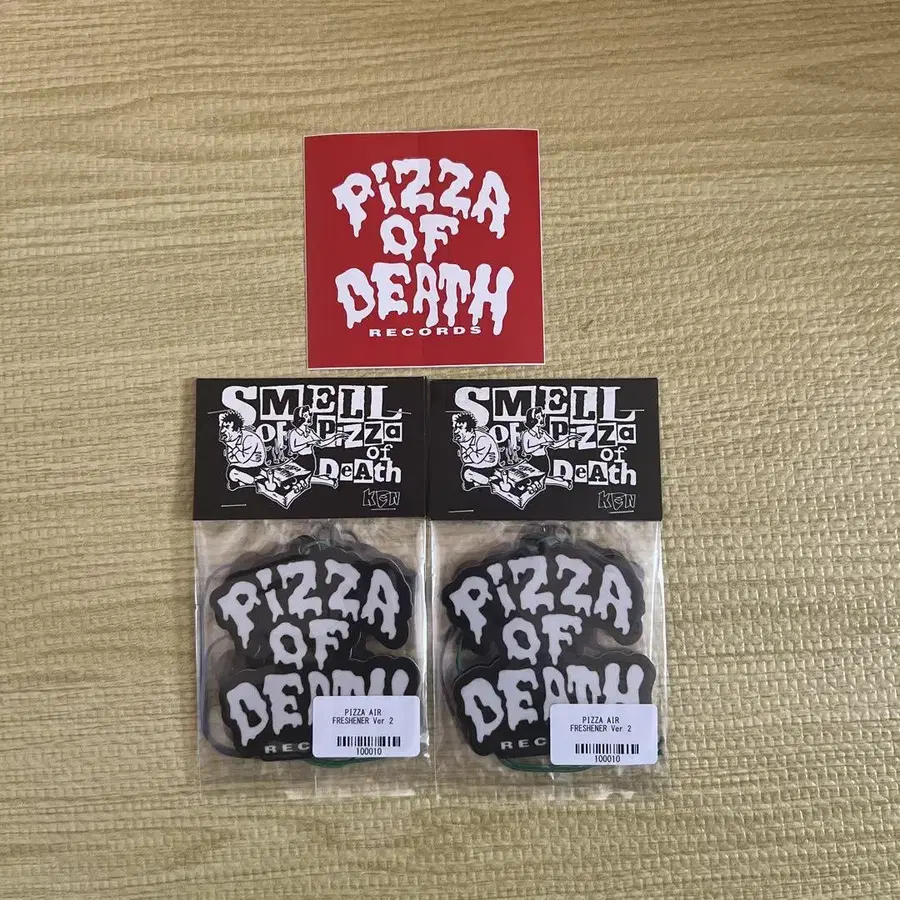 PiZZA
OF
DEATH
RECORDS
SMELL
OF PiZZa
of
DeAth
KEN
PiZZA
OF
DEATH
REC
PIZZA AIR
FRESHENER Ver 2
100010
SMELL
OF PiZZa
of
DeAth
KEN
PiZZA
OF
DEATH
REC
PIZZA AIR
FRESHENER Ver 2
100010